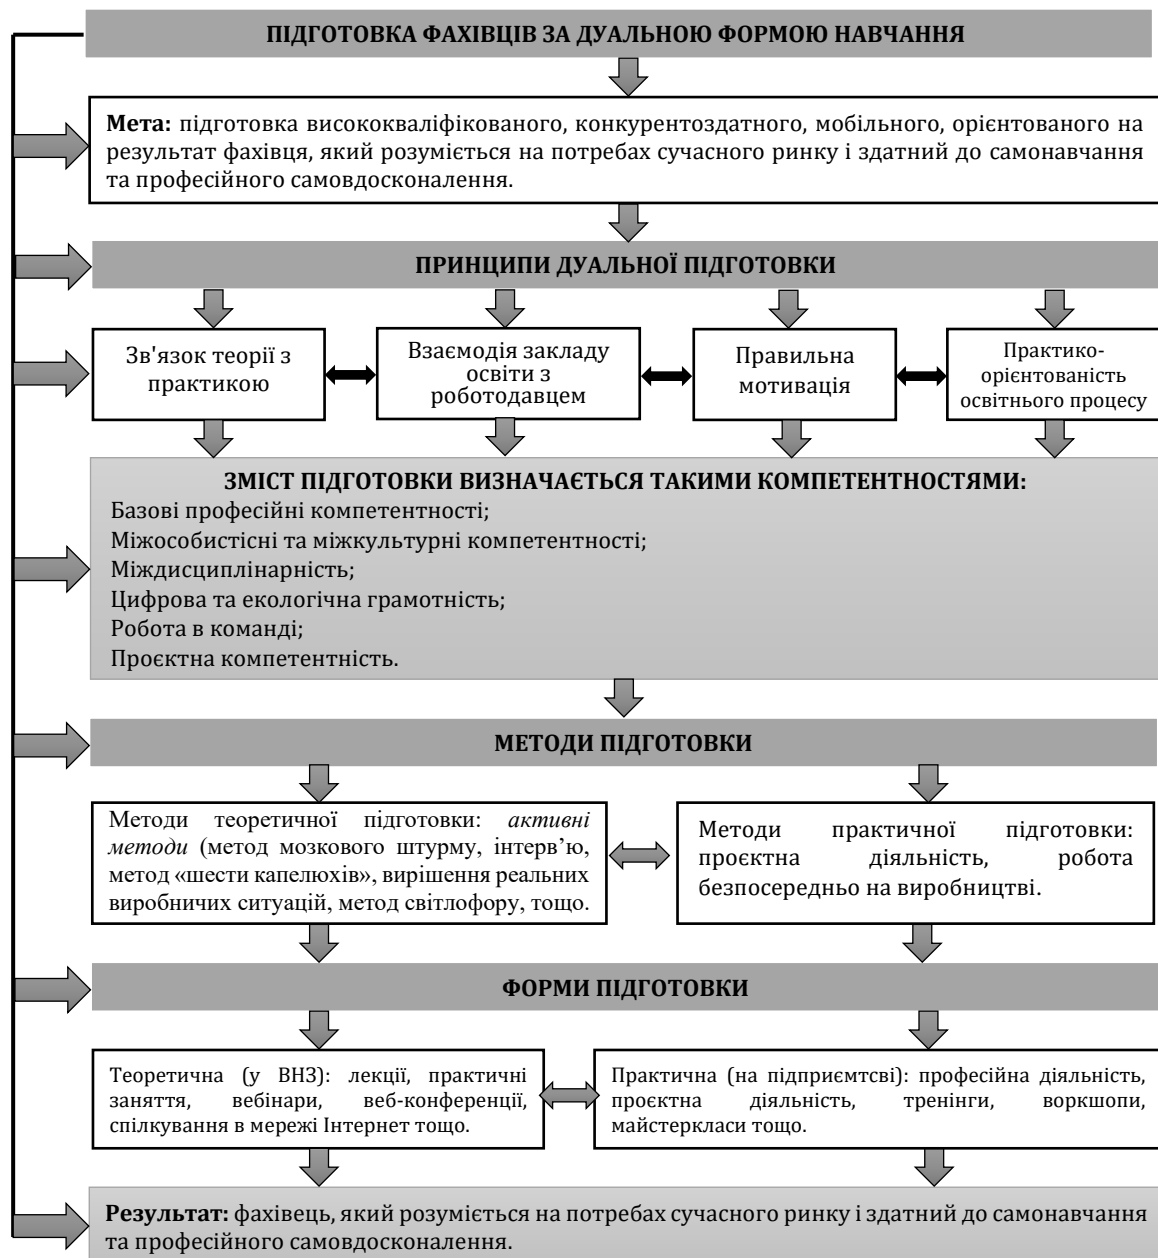 ПІДГОТОВКА ФАХІВЦІВ ЗА ДУАЛЬНОЮ ФОРМОЮ НАВЧАННЯ
Мета: підготовка висококваліфікованого, конкурентоздатного, мобільного, орієнтованого на
результат фахівця, який розуміється на потребах сучасного ринку і здатний до самонавчання
та професійного самовдосконалення.
ПРИНЦИПИ ДУАЛЬНОЇ ПІДГОТОВКИ
Зв'язок теорії з
практикою
Взаємодія закладу
освіти з
роботодавцем
Правильна
мотивація
Практико-
орієнтованість
освітнього процесу
ЗМІСТ ПІДГОТОВКИ ВИЗНАЧАЄТЬСЯ ТАКИМИ КОМПЕТЕНТНОСТЯМИ:
Базові професійні компетентності;
Міжособистісні та міжкультурні компетентності;
Міждисциплінарність;
Цифрова та екологічна грамотність;
Робота в команді;
Проєктна компетентність.
МЕТОДИ ПІДГОТОВКИ
Методи теоретичної підготовки: активні
методи (метод мозкового штурму, інтерв’ю,
метод «шести капелюхів», вирішення реальних
виробничих ситуацій, метод світлофору, тощо.
Методи практичної підготовки:
проєктна діяльність, робота
безпосередньо на виробництві.
ФОРМИ ПІДГОТОВКИ
Теоретична (у ВНЗ): лекції, практичні
заняття, вебінари, веб-конференції,
спілкування в мережі Інтернет тощо.
Практична (на підприємтсві): професійна діяльність,
проєктна діяльність, тренінги, воркшопи,
майстеркласи тощо.
Результат: фахівець, який розуміється на потребах сучасного ринку і здатний до самонавчання
та професійного самовдосконалення.